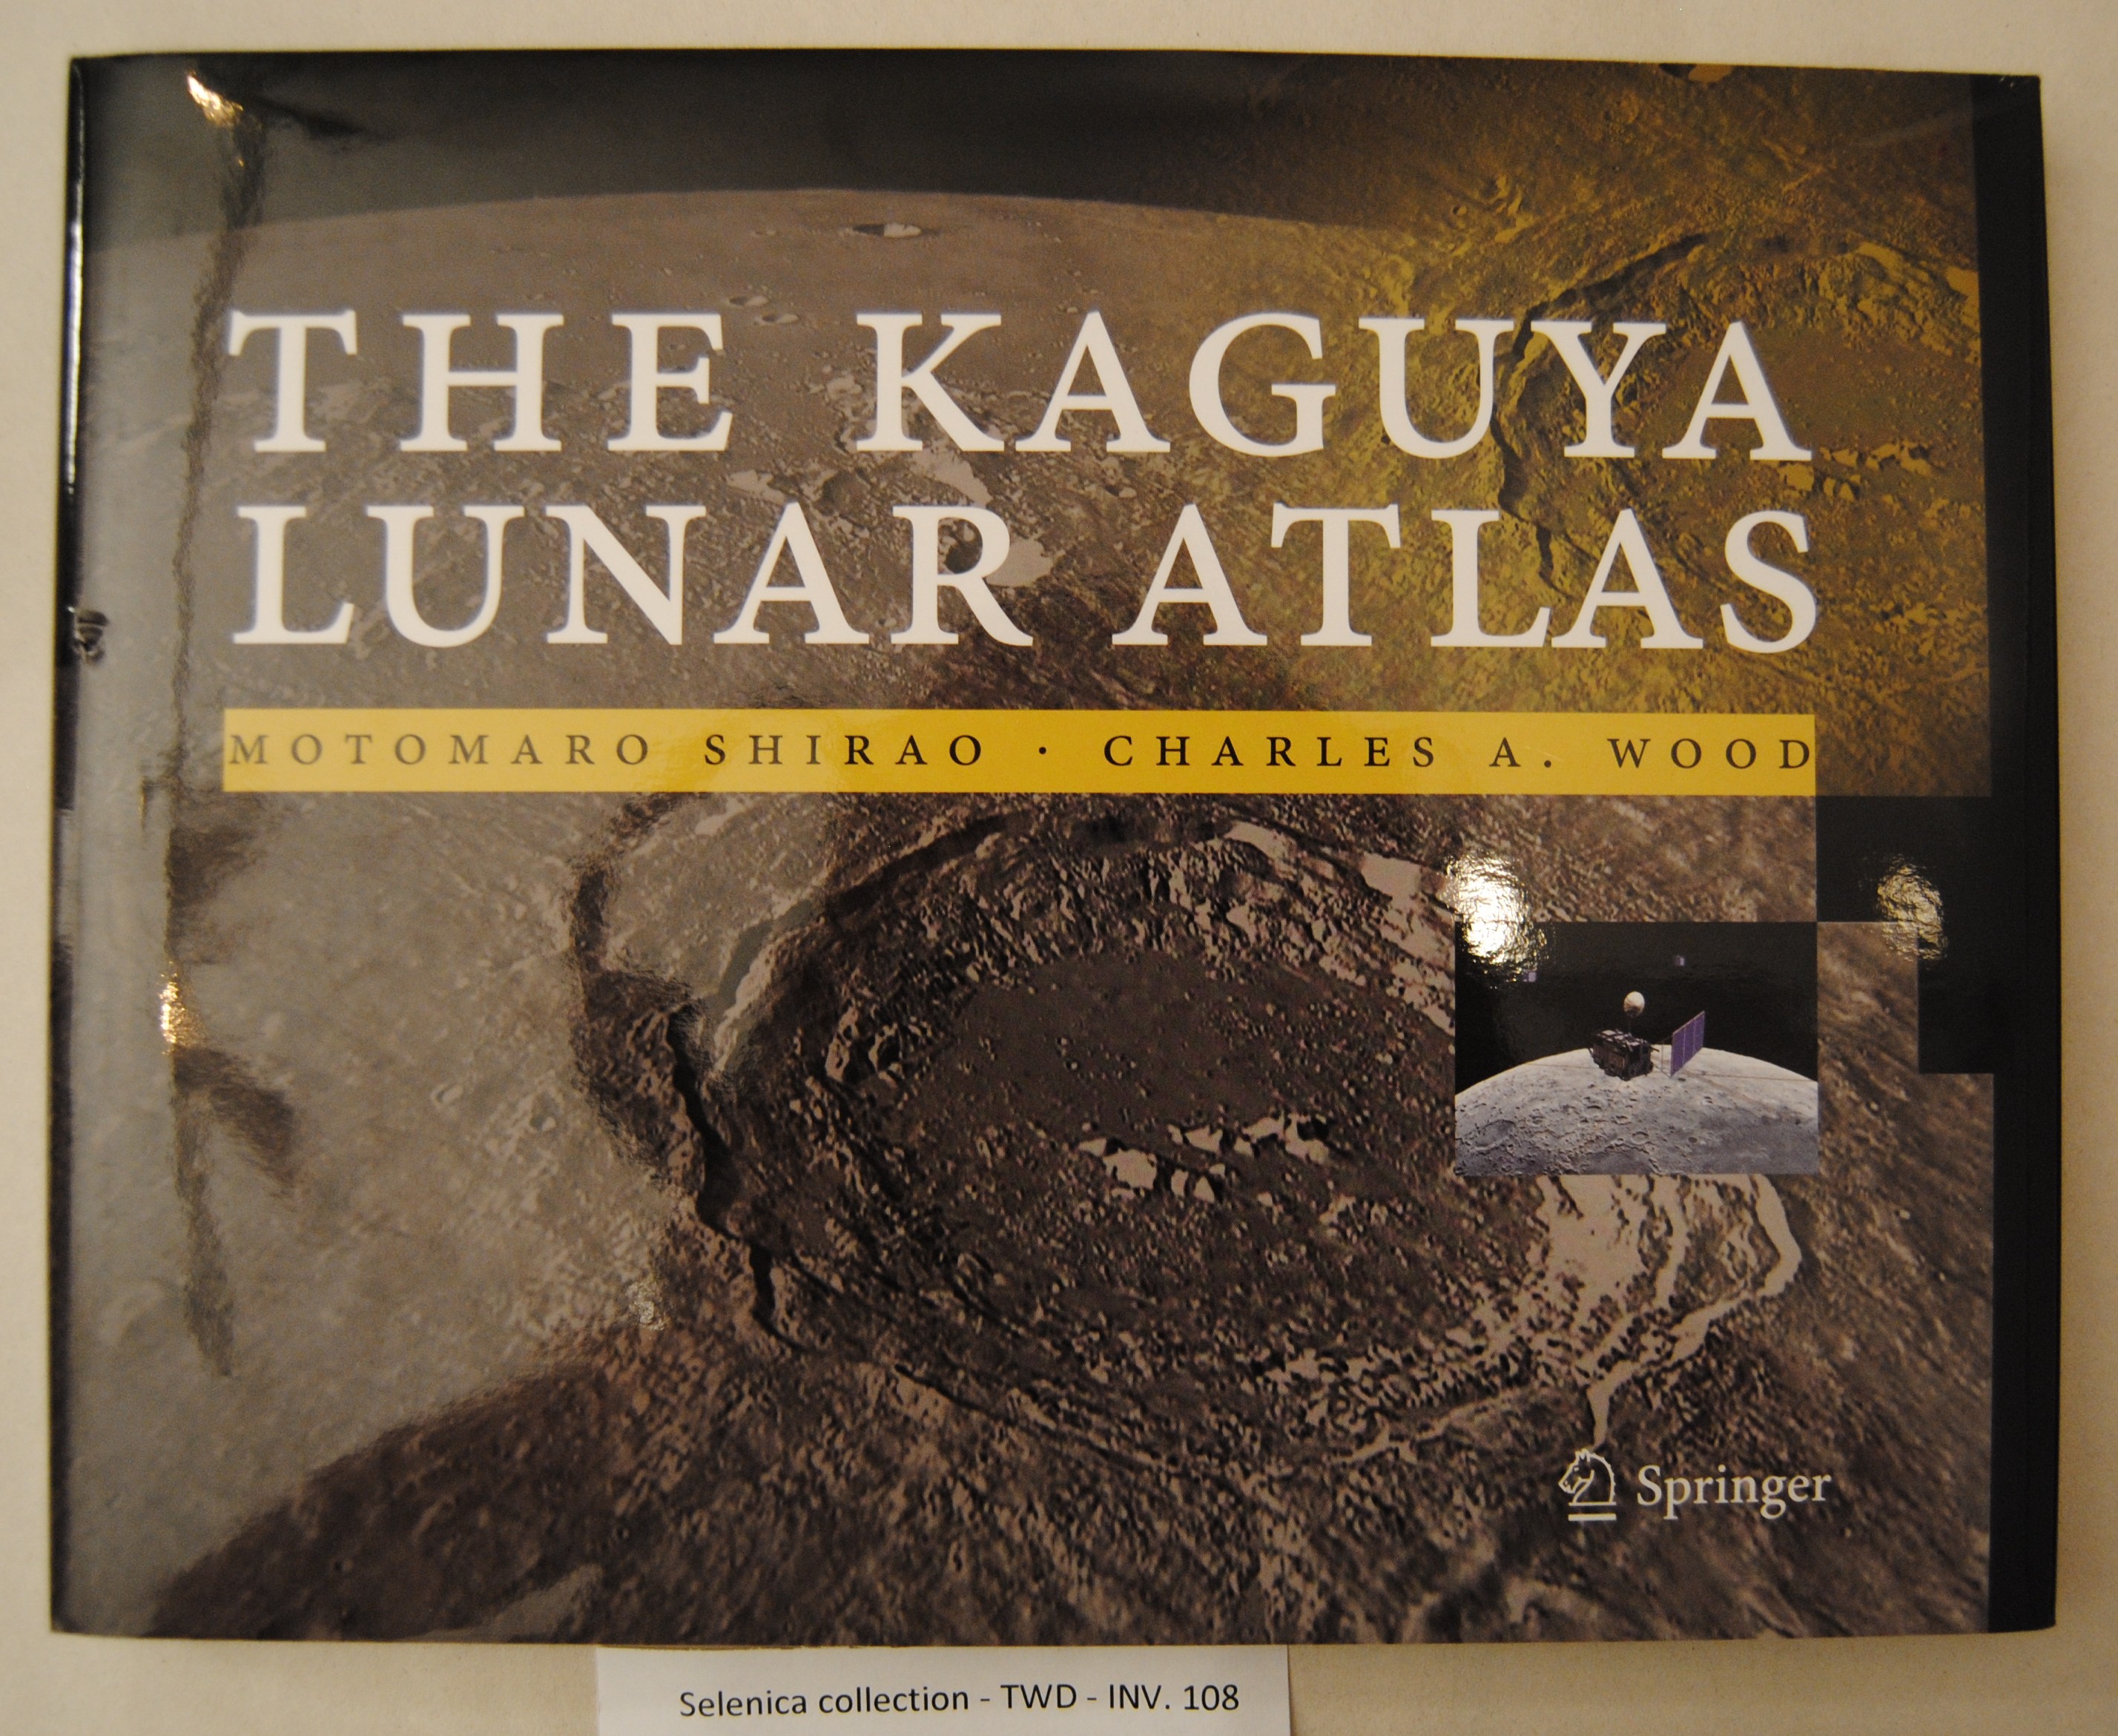 THE KAGUYA
LUNAR ATLAS
MOTOMARO SHIRAO · CHARLES A. WOOD
Springer
Selenica collection - TWD - INV. 108